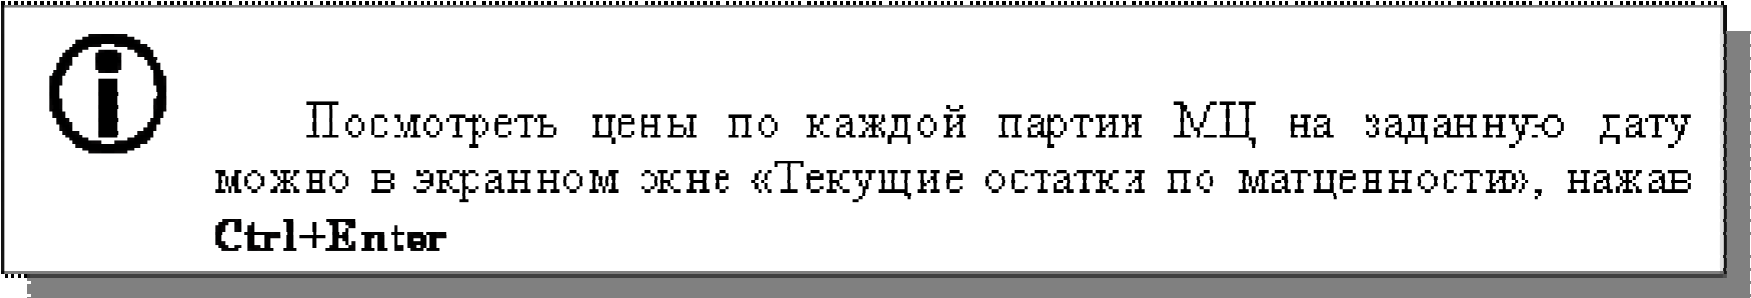 Посмотреть цены по каждой партии МЦ на заданную дату
можно в экранном окне «Текущие остатки по матценности», нажав
Ctrl+Enter